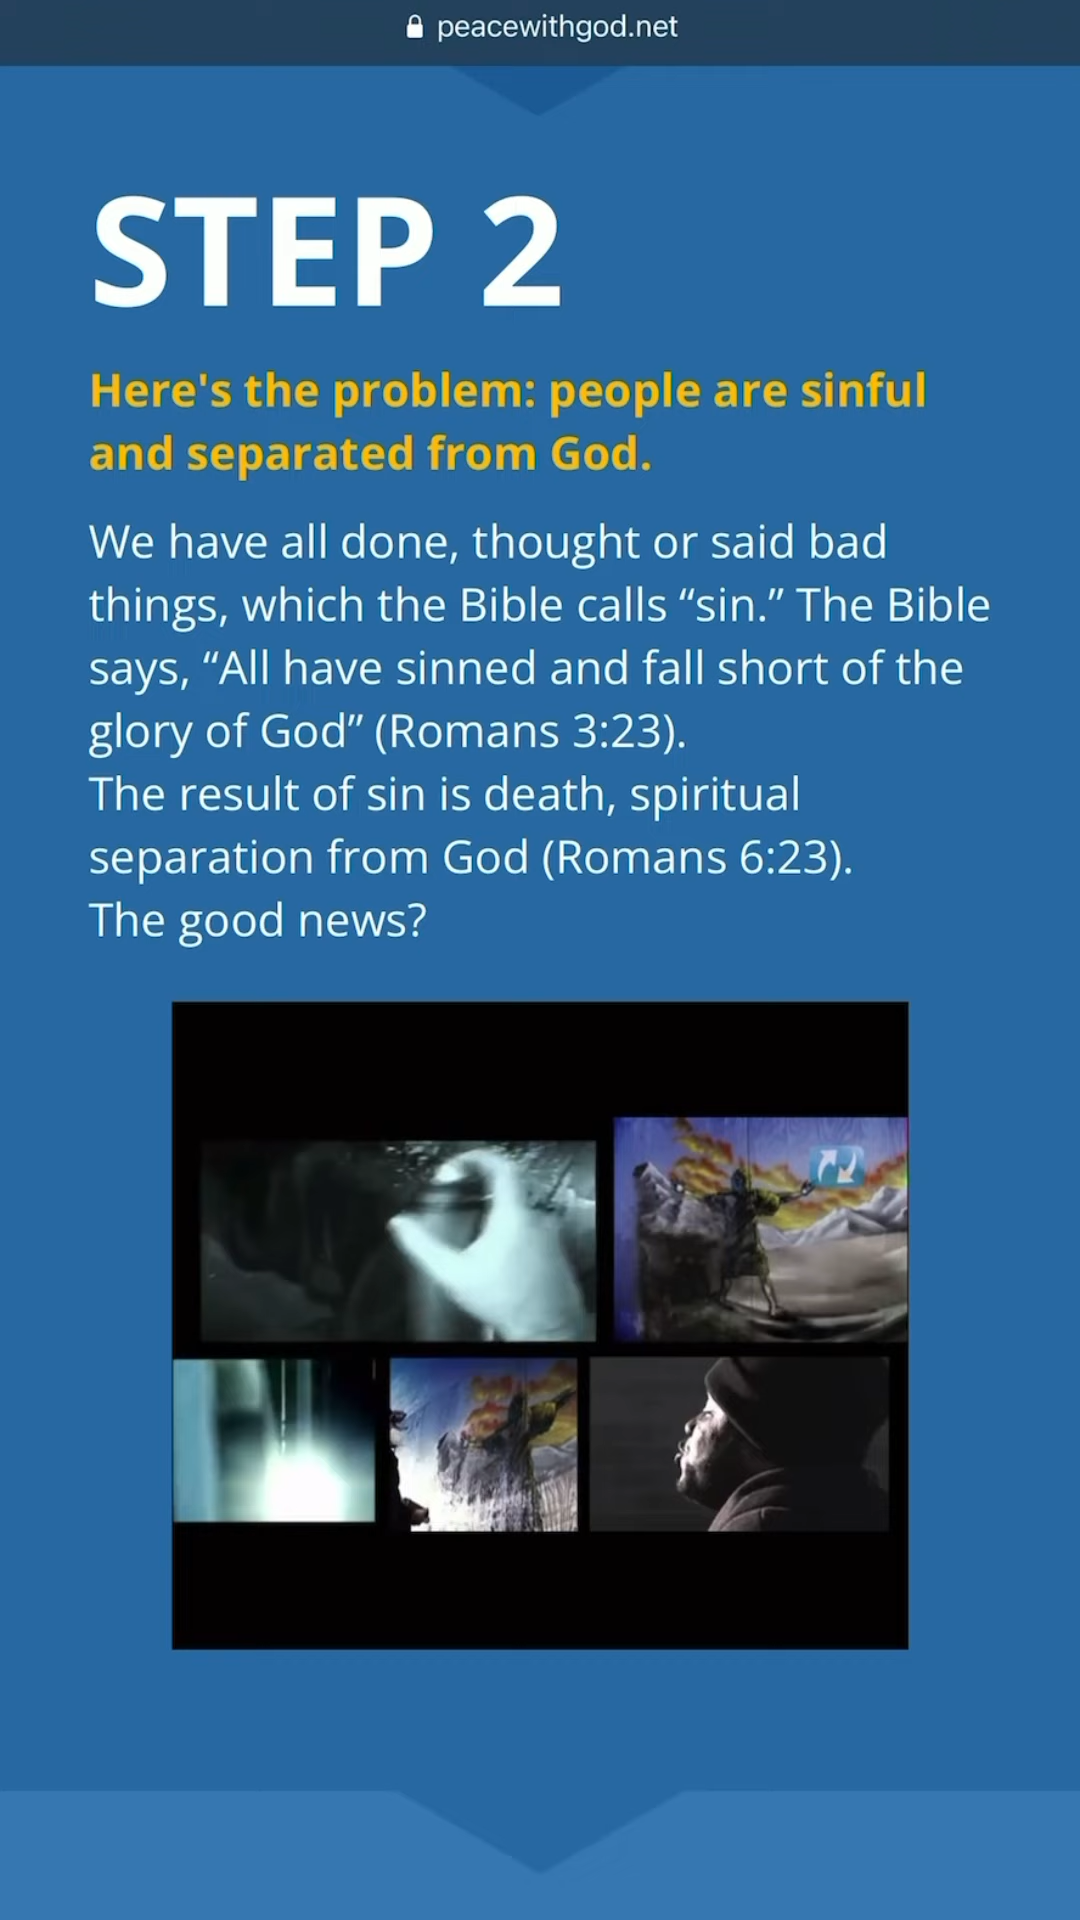 peacewithgod.net
STEP 2
Here's the problem: people are sinful
and separated from God.
We have all done, thought or said bad
things, which the Bible calls “sin.” The Bible
says, “All have sinned and fall short of the
glory of God” (Romans 3:23).
The result of sin is death, spiritual
separation from God (Romans 6:23).
The good news?